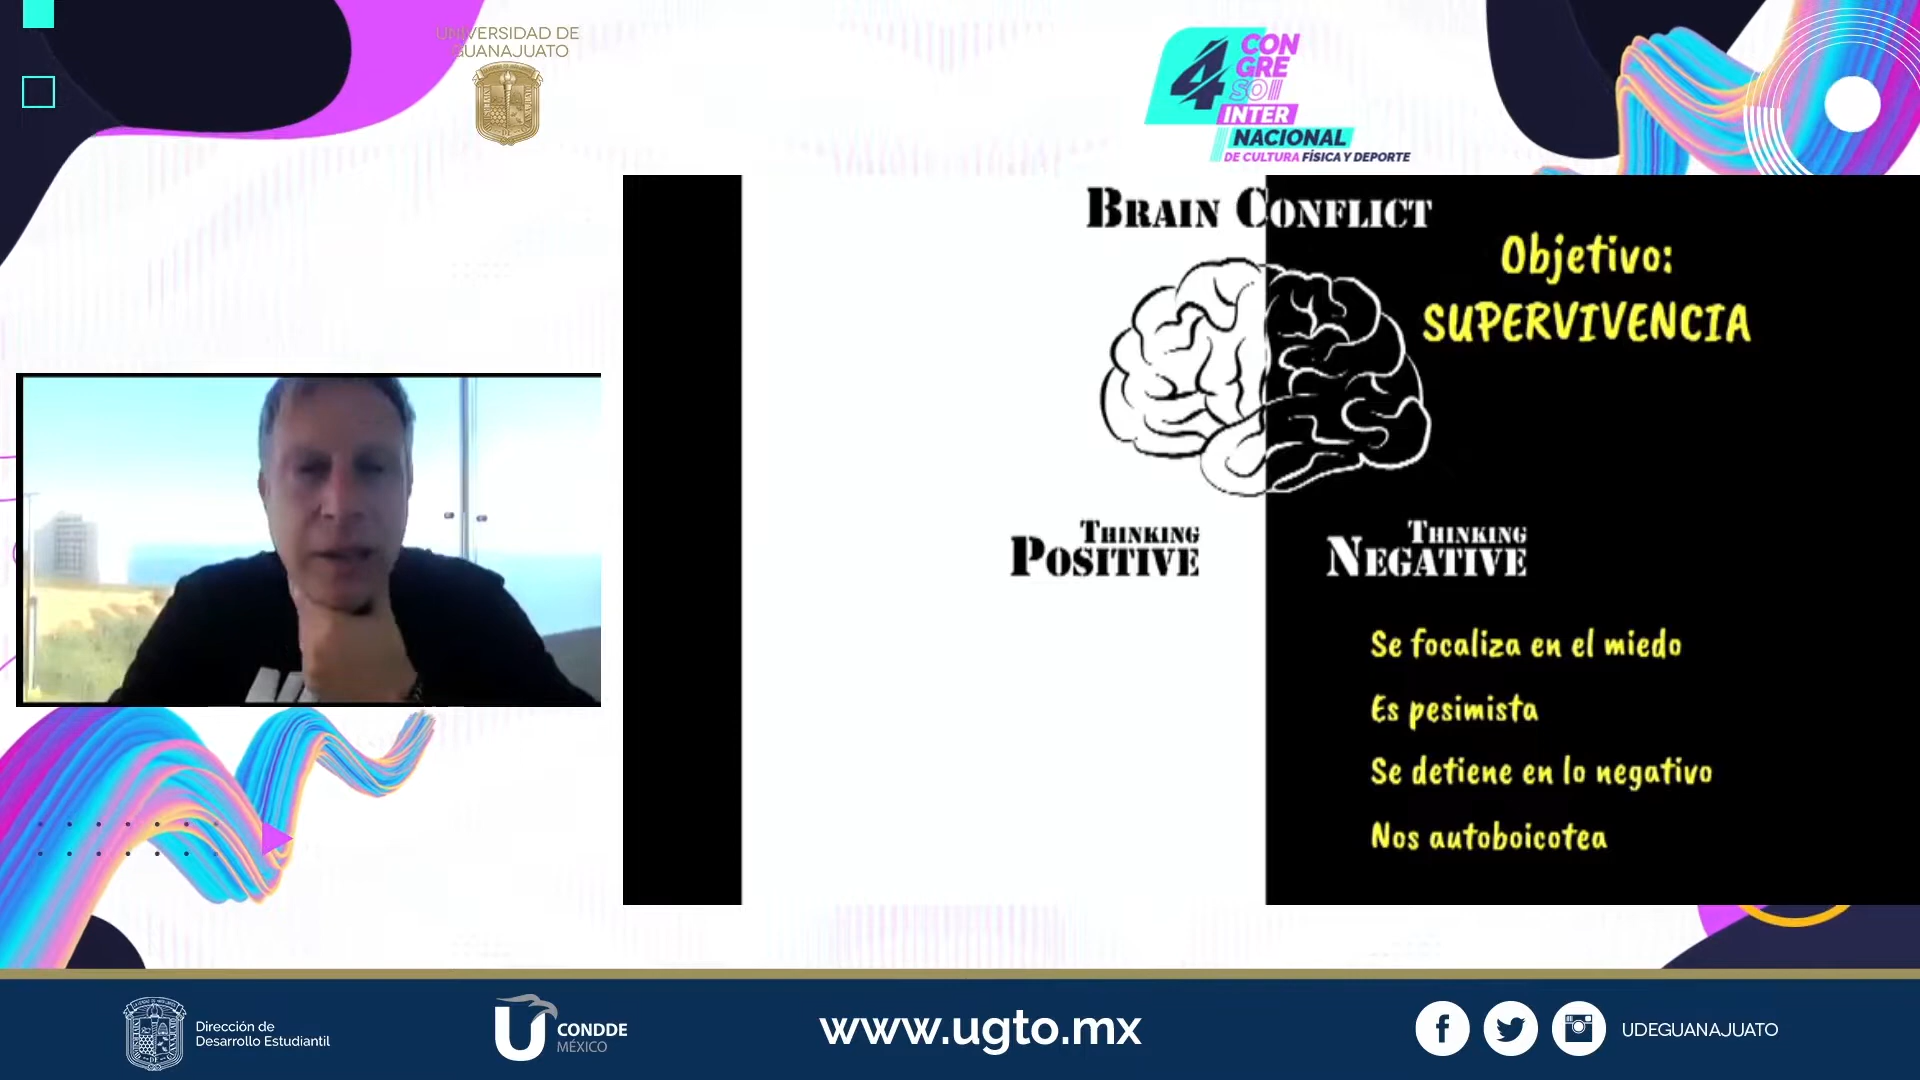 UNIVERSIDAD DE
GUANAJUATO
4
CON
GRE
SO
INTER
NACIONAL
DE CULTURA FÍSICA Y DEPORTE
BRAIN CONFLICT
Objetivo:
SUPERVIVENCIA
THINKING
POSITIVE
THINKING
NEGATIVE
Se focaliza en el miedo
Es pesimista
Se detiene en lo negativo
Nos autoboicotea
Dirección de
Desarrollo Estudiantil
U CONDDE
MÉXICO
www.ugto.mx
UDEGUANAJUATO